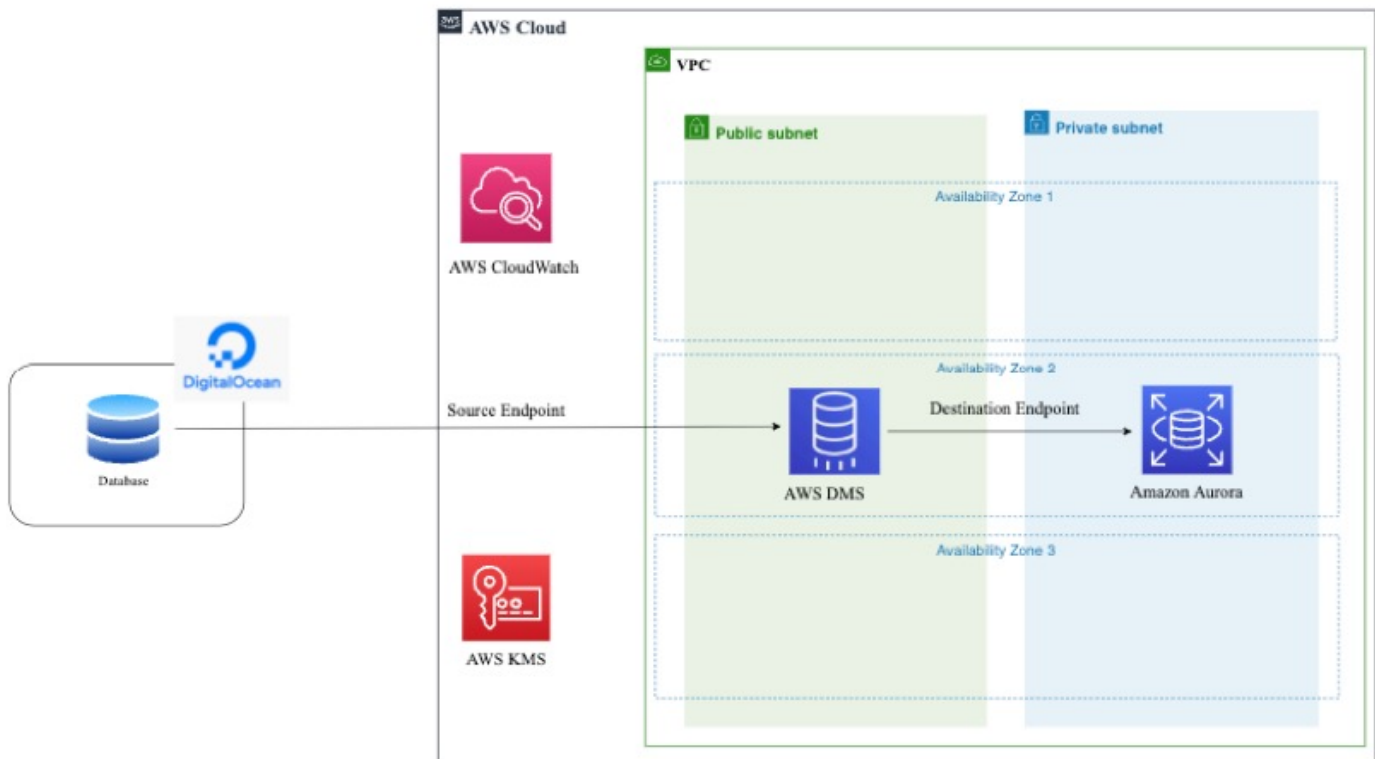 aws
AWS Cloud
VPC
Public subnet
Private subnet
Availability Zone 1
AWS CloudWatch
DigitalOcean
Availability Zone 2
Source Endpoint
Destination Endpoint
Database
AWS DMS
Amazon Aurora
Availability Zone 3
AWS KMS